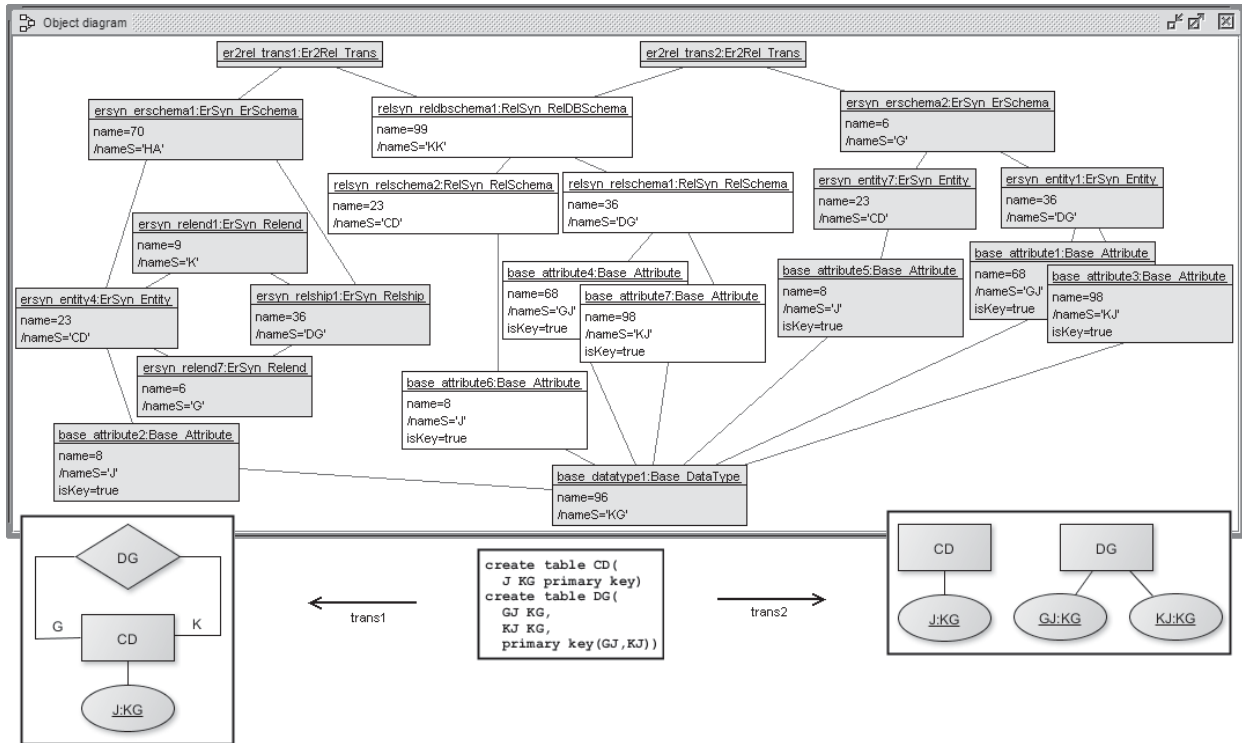 Object diagram
er2rel_trans1:Er2Rel_Trans
er2rel_trans2:Er2Rel_Trans
ersyn_erschema1:ErSyn_ErSchema
name=70
/nameS='HA'
relsyn_reldbschema1:RelSyn_RelDBSchema
name=99
/nameS='KK'
ersyn_erschema2:ErSyn_ErSchema
name=6
/nameS='G'
relsyn_relschema2:RelSyn_RelSchema
name=23
/nameS='CD'
relsyn_relschema1:RelSyn_RelSchema
name=36
/nameS='DG'
ersyn_entity7:ErSyn_Entity
name=23
/nameS='CD'
ersyn_entity1:ErSyn_Entity
name=36
/nameS='DG'
ersyn_relend1:ErSyn_Relend
name=9
/nameS='K'
ersyn_entity4:ErSyn_Entity
name=23
/nameS='CD'
ersyn_relship1:ErSyn_Relship
name=36
/nameS='DG'
base_attribute4:Base_Attribute
name=68
/nameS='GJ'
isKey=true
base_attribute7:Base_Attribute
name=98
/nameS='KJ'
isKey=true
base_attribute5:Base_Attribute
name=8
/nameS='J'
isKey=true
base_attribute1:Base_Attribute
name=68
/nameS='GJ'
isKey=true
base_attribute3:Base_Attribute
name=98
/nameS='KJ'
isKey=true
ersyn_relend7:ErSyn_Relend
name=6
/nameS='G'
base_attribute6:Base_Attribute
name=8
/nameS='J'
isKey=true
base_attribute2:Base_Attribute
name=8
/nameS='J'
isKey=true
base_datatype1:Base_DataType
name=96
/nameS='KG'
DG
G
K
CD
J:KG
trans1
create table CD(
J KG primary key)
create table DG(
GJ KG,
KJ KG,
primary key(GJ,KJ))
trans2
CD
DG
J:KG
GJ:KG
KJ:KG